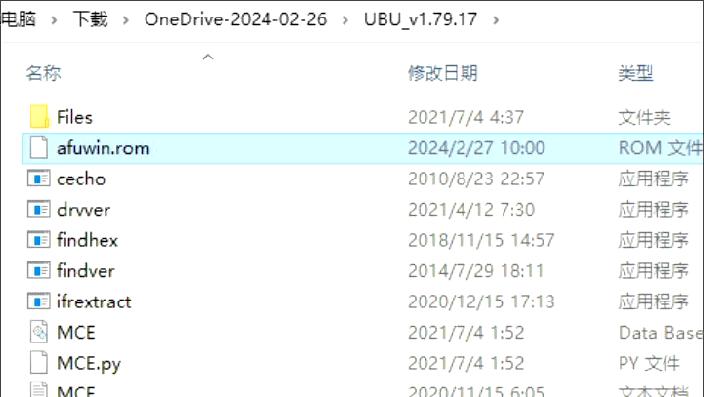 电脑 > 下載 > OneDrive-2024-02-26 > UBU_v1.79.17 >
名称 修改日期 类型
Files 2021/7/4 4:37 文件夹
afuwin.rom 2024/2/27 10:00 ROM 文件
cecho 2010/8/23 22:57 应用程序
drvver 2021/4/12 7:30 应用程序
findhex 2018/11/15 14:57 应用程序
findver 2014/7/29 18:11 应用程序
ifrextract 2020/12/15 17:13 应用程序
MCE 2021/7/4 1:52 Data Base
MCE.py 2021/7/4 1:52 PY 文件
MCE 2020/11/15 6:05 文本文档